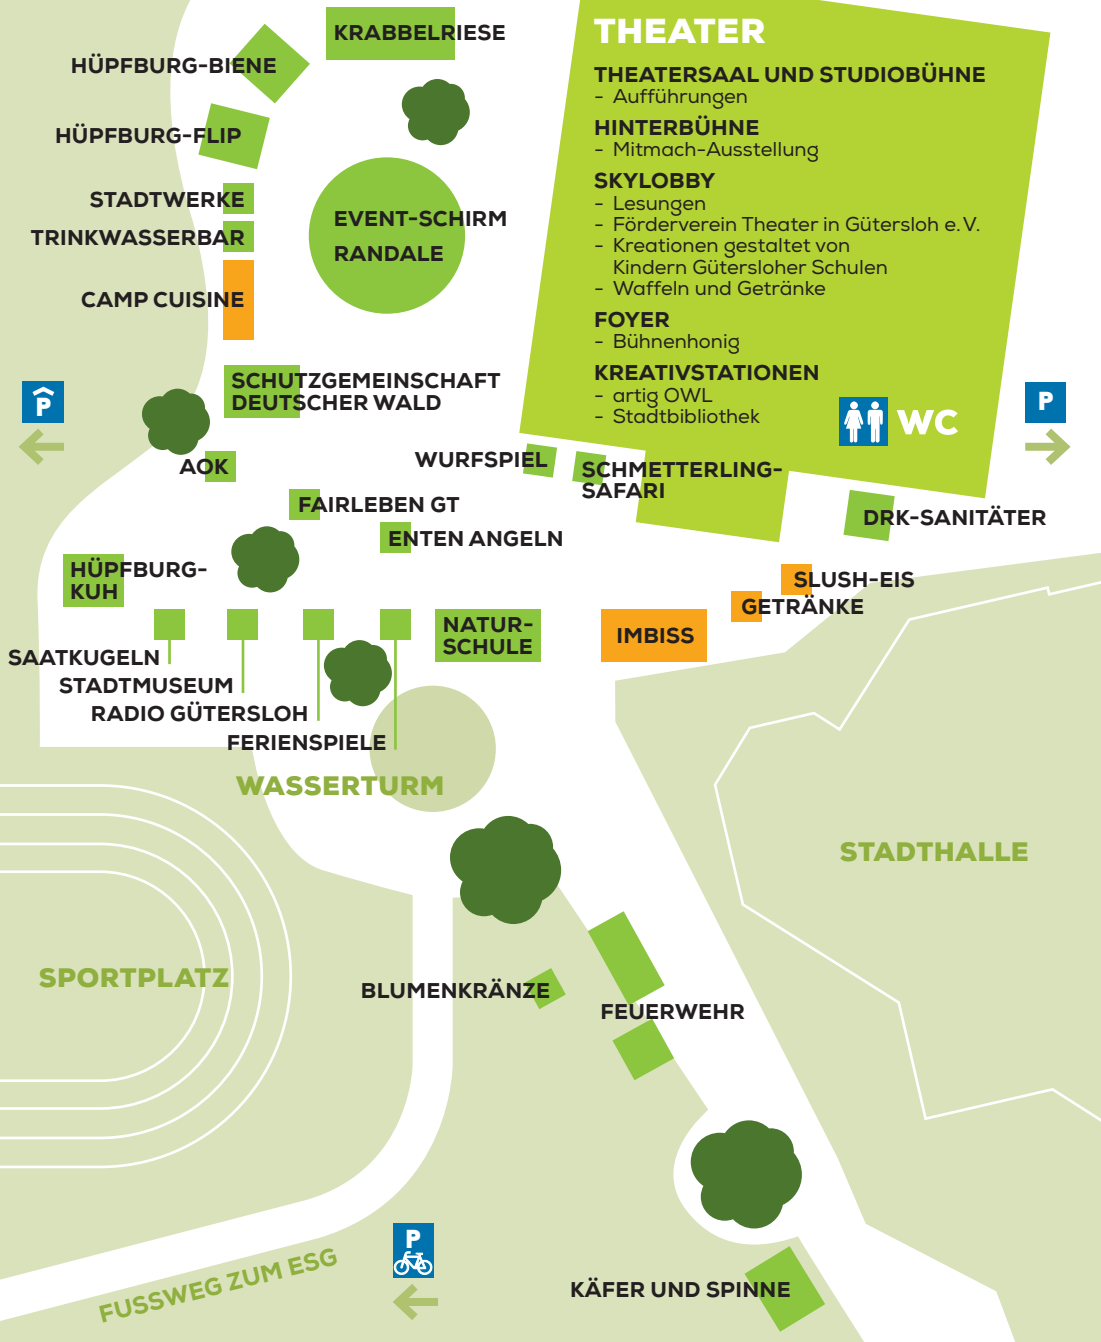 KRABBELRIESE
HÜPFBURG-BIENE
HÜPFBURG-FLIP
STADTWERKE
TRINKWASSERBAR
CAMP CUISINE
EVENT-SCHIRM
RANDALE
THEATER
THEATERSAAL UND STUDIOBÜHNE
- Aufführungen
HINTERBÜHNE
- Mitmach-Ausstellung
SKYLOBBY
- Lesungen
- Förderverein Theater in Gütersloh e.V.
- Kreationen gestaltet von
Kindern Gütersloher Schulen
- Waffeln und Getränke
FOYER
- Bühnenhonig
KREATIVSTATIONEN
- artig OWL
- Stadtbibliothek
WC
P
P
SCHUTZGEMEINSCHAFT
DEUTSCHER WALD
AOK
WURFSPIEL
SCHMETTERLING-
SAFARI
FAIRLEBEN GT
ENTEN ANGELN
DRK-SANITÄTER
HÜPFBURG-
KUH
SLUSH-EIS
GETRÄNKE
NATUR-
SCHULE
IMBISS
SAATKUGELN
STADTMUSEUM
RADIO GÜTERSLOH
FERIENSPIELE
WASSERTURM
STADTHALLE
SPORTPLATZ
BLUMENKRÄNZE
FEUERWEHR
P
FUSSWEG ZUM ESG
KÄFER UND SPINNE